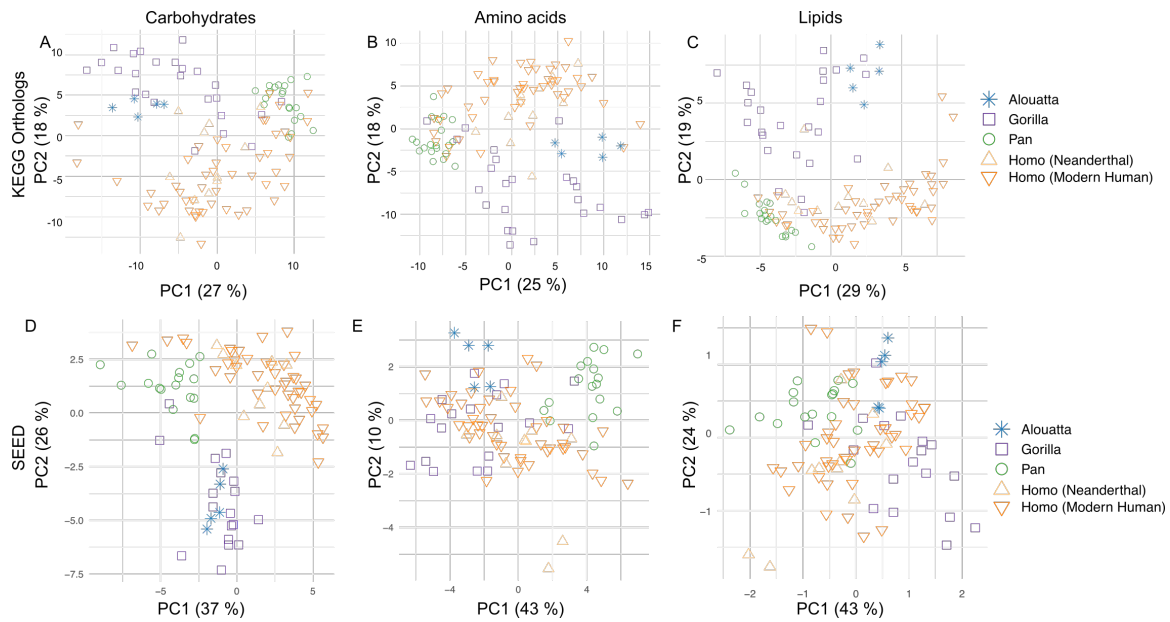 Carbohydrates
Amino acids
Lipids
KEGG Orthologs
A
PC2 (18 %)
10
5
0
-5
-10
-10
0
10
PC1 (27 %)
B
PC2 (18 %)
10
5
0
-5
-10
-10
-5
0
5
10
15
PC1 (25 %)
C
PC2 (19 %)
5
0
-5
-5
0
5
PC1 (29 %)
Alouatta
Gorilla
Pan
Homo (Neanderthal)
Homo (Modern Human)
SEED
D
PC2 (26 %)
2.5
0.0
−2.5
−5.0
−7.5
−5
0
5
PC1 (37 %)
E
PC2 (10 %)
2
0
−2
−4
−4
0
4
PC1 (43 %)
F
PC2 (24 %)
1
0
−1
−2
−1
0
1
2
PC1 (43 %)
Alouatta
Gorilla
Pan
Homo (Neanderthal)
Homo (Modern Human)